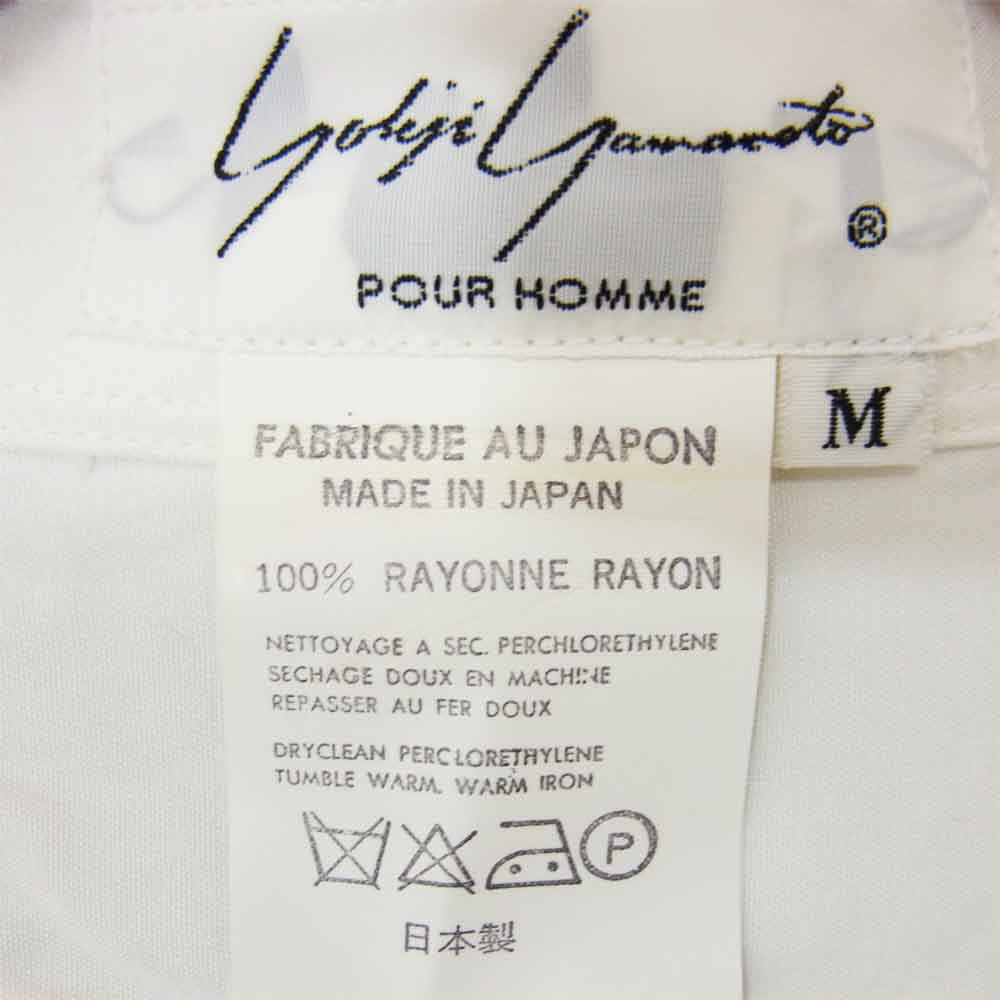 Yohji Yamamoto
®
POUR HOMME
M
FABRIQUE AU JAPON
MADE IN JAPAN
100% RAYONNE RAYON
NETTOYAGE A SEC. PERCHLORETHYLENE
SECHAGE DOUX EN MACHINE
REPASSER AU FER DOUX
DRYCLEAN PERCLORETHYLENE
TUMBLE WARM. WARM IRON
P
日本製